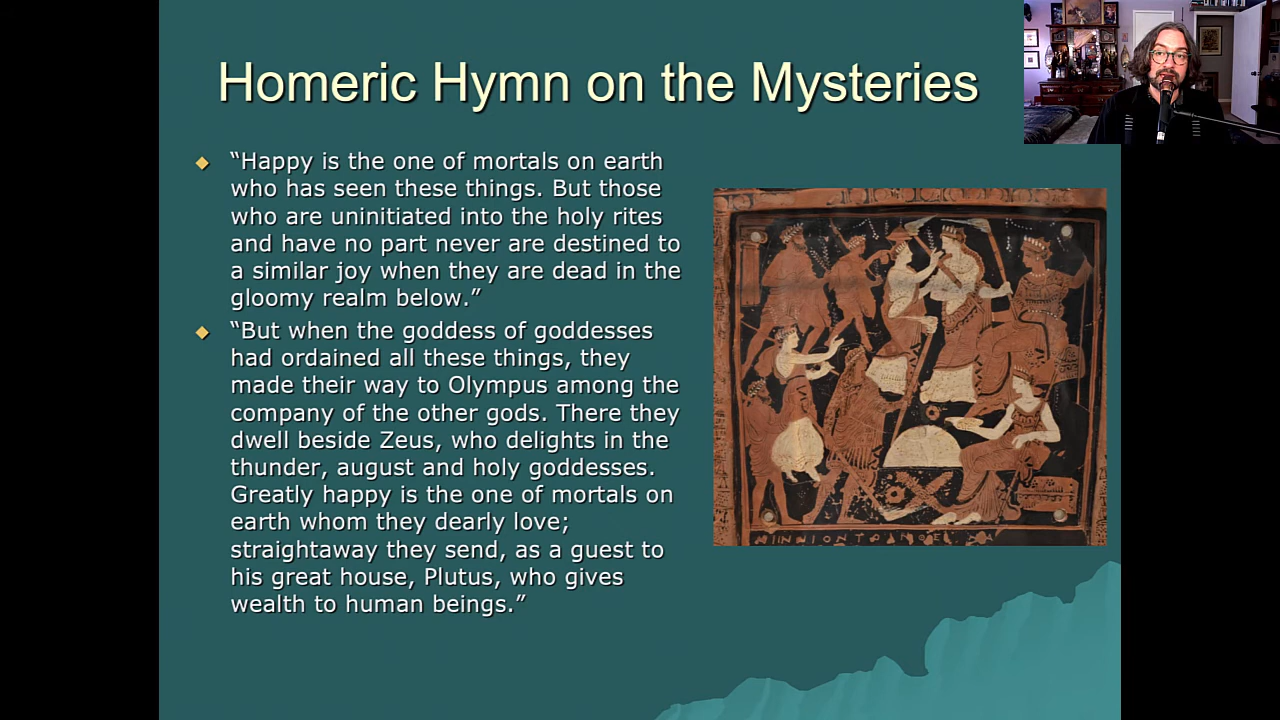 Homeric Hymn on the Mysteries
“Happy is the one of mortals on earth
who has seen these things. But those
who are uninitiated into the holy rites
and have no part never are destined to
a similar joy when they are dead in the
gloomy realm below.”
“But when the goddess of goddesses
had ordained all these things, they
made their way to Olympus among the
company of the other gods. There they
dwell beside Zeus, who delights in the
thunder, august and holy goddesses.
Greatly happy is the one of mortals on
earth whom they dearly love;
straightaway they send, as a guest to
his great house, Plutus, who gives
wealth to human beings.”